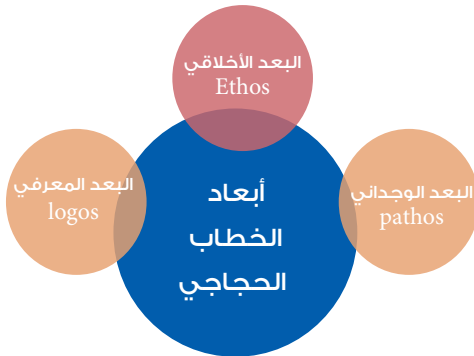 البعد الأخلاقي
Ethos
البعد الوجداني
pathos
أبعاد
الخطاب
الحجاجي
البعد المعرفي
logos